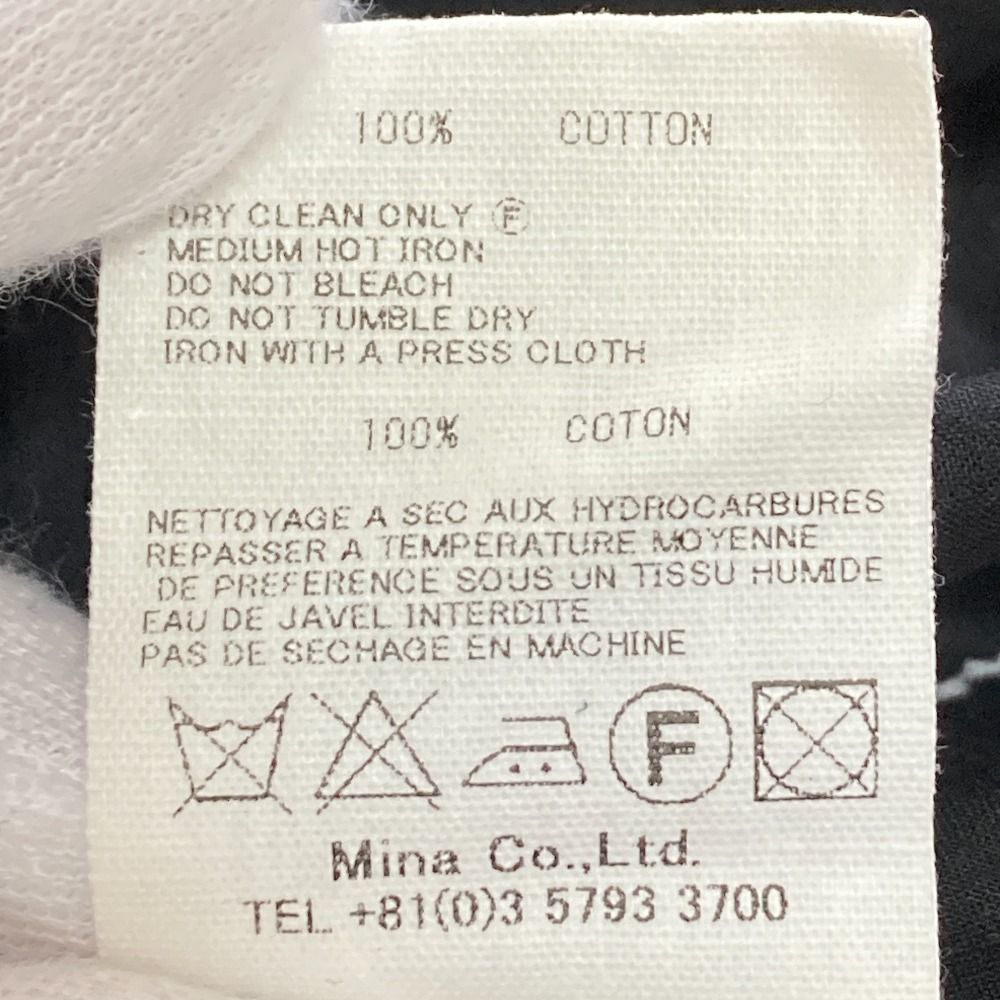 100% COTTON
DRY CLEAN ONLY Ⓕ
MEDIUM HOT IRON
DO NOT BLEACH
DO NOT TUMBLE DRY
IRON WITH A PRESS CLOTH
100% COTON
NETTOYAGE A SEC AUX HYDROCARBURES
REPASSER A TEMPERATURE MOYENNE
DE PREFERENCE SOUS UN TISSU HUMIDE
EAU DE JAVEL INTERDITE
PAS DE SECHAGE EN MACHINE
F
Mina Co.,Ltd.
TEL +81(0)3 5793 3700